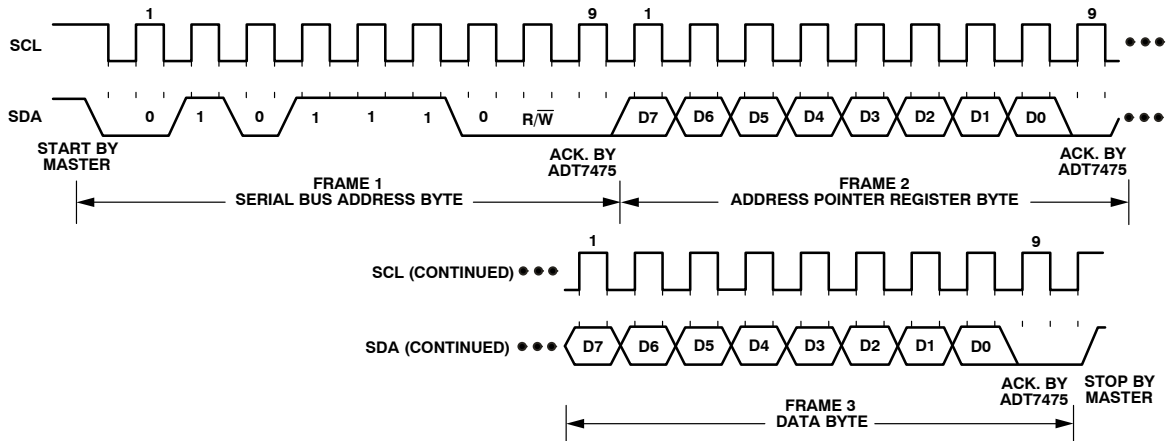 1 9 1 9
SCL
SDA
0 1 0 1 1 1 0 R/W̅ D7 D6 D5 D4 D3 D2 D1 D0
START BY
MASTER
ACK. BY
ADT7475
ACK. BY
ADT7475
FRAME 1
SERIAL BUS ADDRESS BYTE
FRAME 2
ADDRESS POINTER REGISTER BYTE
1 9
SCL (CONTINUED)
SDA (CONTINUED)
D7 D6 D5 D4 D3 D2 D1 D0
ACK. BY
ADT7475
STOP BY
MASTER
FRAME 3
DATA BYTE